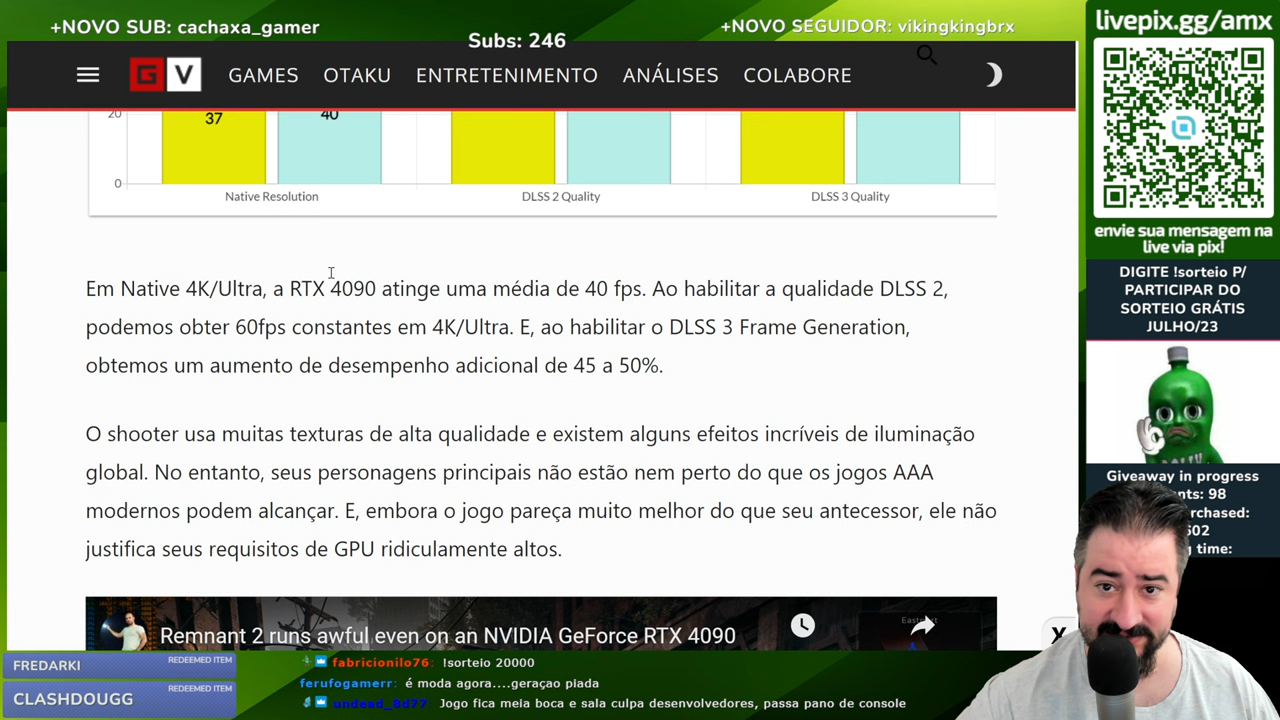 +NOVO SUB: cachaxa_gamer
Subs: 246
+NOVO SEGUIDOR: vikingkingbrx
livepix.gg/amx
G V
GAMES
OTAKU
ENTRETENIMENTO
ANÁLISES
COLABORE
20
37
40
0
Native Resolution
DLSS 2 Quality
DLSS 3 Quality
envie sua mensagem na
live via pix!
DIGITE !sorteio P/
PARTICIPAR DO
SORTEIO GRÁTIS
JULHO/23
Em Native 4K/Ultra, a RTX 4090 atinge uma média de 40 fps. Ao habilitar a qualidade DLSS 2,
podemos obter 60fps constantes em 4K/Ultra. E, ao habilitar o DLSS 3 Frame Generation,
obtemos um aumento de desempenho adicional de 45 a 50%.
O shooter usa muitas texturas de alta qualidade e existem alguns efeitos incríveis de iluminação
global. No entanto, seus personagens principais não estão nem perto do que os jogos AAA
modernos podem alcançar. E, embora o jogo pareça muito melhor do que seu antecessor, ele não
justifica seus requisitos de GPU ridiculamente altos.
Giveaway in progress
98
602
time:
Remnant 2 runs awful even on an NVIDIA GeForce RTX 4090
X
FREDARKI
REDEEMED ITEM
CLASHDOUGG
REDEEMED ITEM
fabricionilo76: !sorteio 20000
ferufogamerr: é moda agora....geraçao piada
undead_8d77: Jogo fica meia boca e sala culpa desenvolvedores, passa pano de console